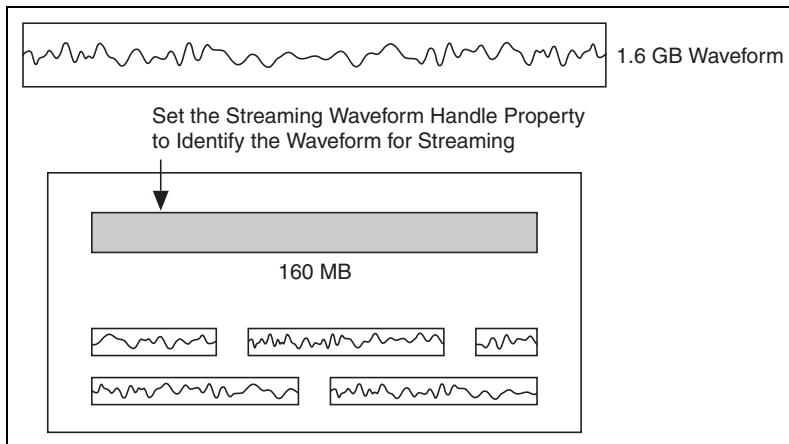 1.6 GB Waveform
Set the Streaming Waveform Handle Property
to Identify the Waveform for Streaming
160 MB